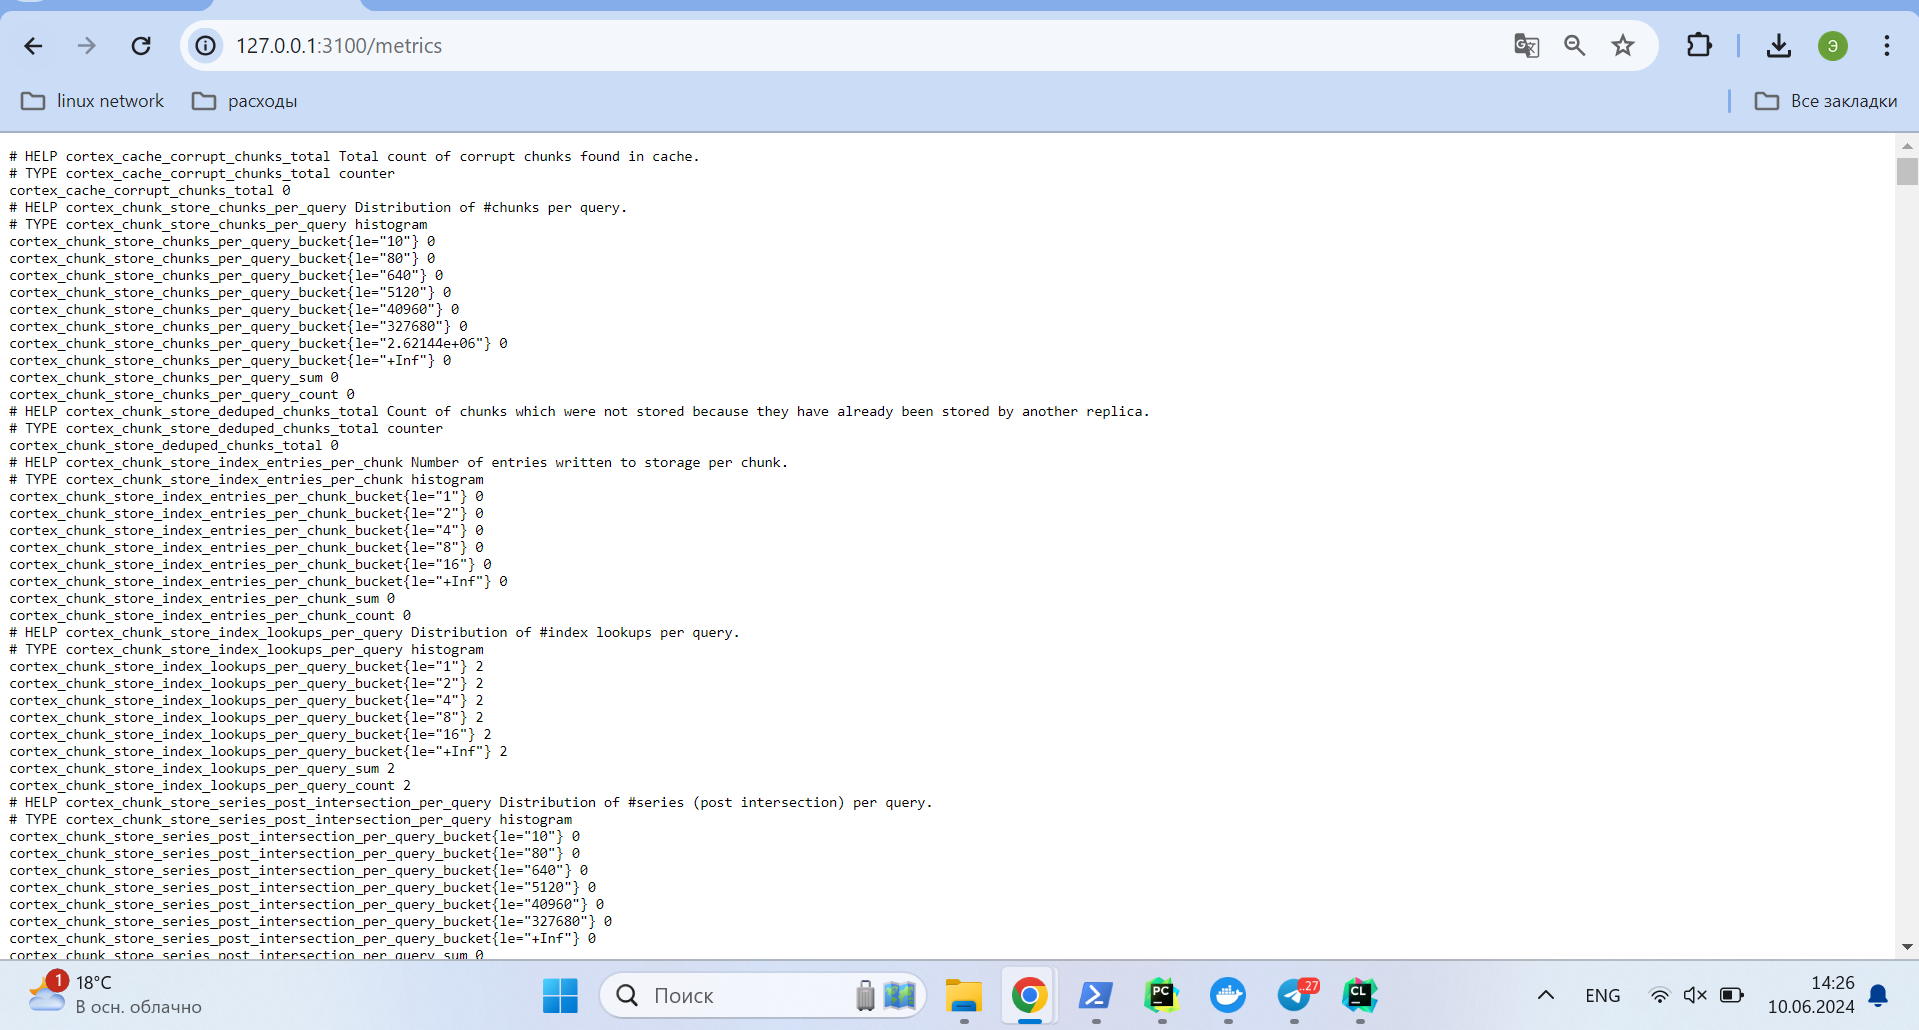 127.0.0.1:3100/metrics
linux network
расходы
Все закладки
Э
# HELP cortex_cache_corrupt_chunks_total Total count of corrupt chunks found in cache.
# TYPE cortex_cache_corrupt_chunks_total counter
cortex_cache_corrupt_chunks_total 0
# HELP cortex_chunk_store_chunks_per_query Distribution of #chunks per query.
# TYPE cortex_chunk_store_chunks_per_query histogram
cortex_chunk_store_chunks_per_query_bucket{le="10"} 0
cortex_chunk_store_chunks_per_query_bucket{le="80"} 0
cortex_chunk_store_chunks_per_query_bucket{le="640"} 0
cortex_chunk_store_chunks_per_query_bucket{le="5120"} 0
cortex_chunk_store_chunks_per_query_bucket{le="40960"} 0
cortex_chunk_store_chunks_per_query_bucket{le="327680"} 0
cortex_chunk_store_chunks_per_query_bucket{le="2.62144e+06"} 0
cortex_chunk_store_chunks_per_query_bucket{le="+Inf"} 0
cortex_chunk_store_chunks_per_query_sum 0
cortex_chunk_store_chunks_per_query_count 0
# HELP cortex_chunk_store_deduped_chunks_total Count of chunks which were not stored because they have already been stored by another replica.
# TYPE cortex_chunk_store_deduped_chunks_total counter
cortex_chunk_store_deduped_chunks_total 0
# HELP cortex_chunk_store_index_entries_per_chunk Number of entries written to storage per chunk.
# TYPE cortex_chunk_store_index_entries_per_chunk histogram
cortex_chunk_store_index_entries_per_chunk_bucket{le="1"} 0
cortex_chunk_store_index_entries_per_chunk_bucket{le="2"} 0
cortex_chunk_store_index_entries_per_chunk_bucket{le="4"} 0
cortex_chunk_store_index_entries_per_chunk_bucket{le="8"} 0
cortex_chunk_store_index_entries_per_chunk_bucket{le="16"} 0
cortex_chunk_store_index_entries_per_chunk_bucket{le="+Inf"} 0
cortex_chunk_store_index_entries_per_chunk_sum 0
cortex_chunk_store_index_entries_per_chunk_count 0
# HELP cortex_chunk_store_index_lookups_per_query Distribution of #index lookups per query.
# TYPE cortex_chunk_store_index_lookups_per_query histogram
cortex_chunk_store_index_lookups_per_query_bucket{le="1"} 2
cortex_chunk_store_index_lookups_per_query_bucket{le="2"} 2
cortex_chunk_store_index_lookups_per_query_bucket{le="4"} 2
cortex_chunk_store_index_lookups_per_query_bucket{le="8"} 2
cortex_chunk_store_index_lookups_per_query_bucket{le="16"} 2
cortex_chunk_store_index_lookups_per_query_bucket{le="+Inf"} 2
cortex_chunk_store_index_lookups_per_query_sum 2
cortex_chunk_store_index_lookups_per_query_count 2
# HELP cortex_chunk_store_series_post_intersection_per_query Distribution of #series (post intersection) per query.
# TYPE cortex_chunk_store_series_post_intersection_per_query histogram
cortex_chunk_store_series_post_intersection_per_query_bucket{le="10"} 0
cortex_chunk_store_series_post_intersection_per_query_bucket{le="80"} 0
cortex_chunk_store_series_post_intersection_per_query_bucket{le="640"} 0
cortex_chunk_store_series_post_intersection_per_query_bucket{le="5120"} 0
cortex_chunk_store_series_post_intersection_per_query_bucket{le="40960"} 0
cortex_chunk_store_series_post_intersection_per_query_bucket{le="327680"} 0
cortex_chunk_store_series_post_intersection_per_query_bucket{le="+Inf"} 0
cortex_chunk_store_series_post_intersection_per_query_sum 0
1
18°C
В осн. облачно
Поиск
PC
..27
CL
ENG
14:26
10.06.2024